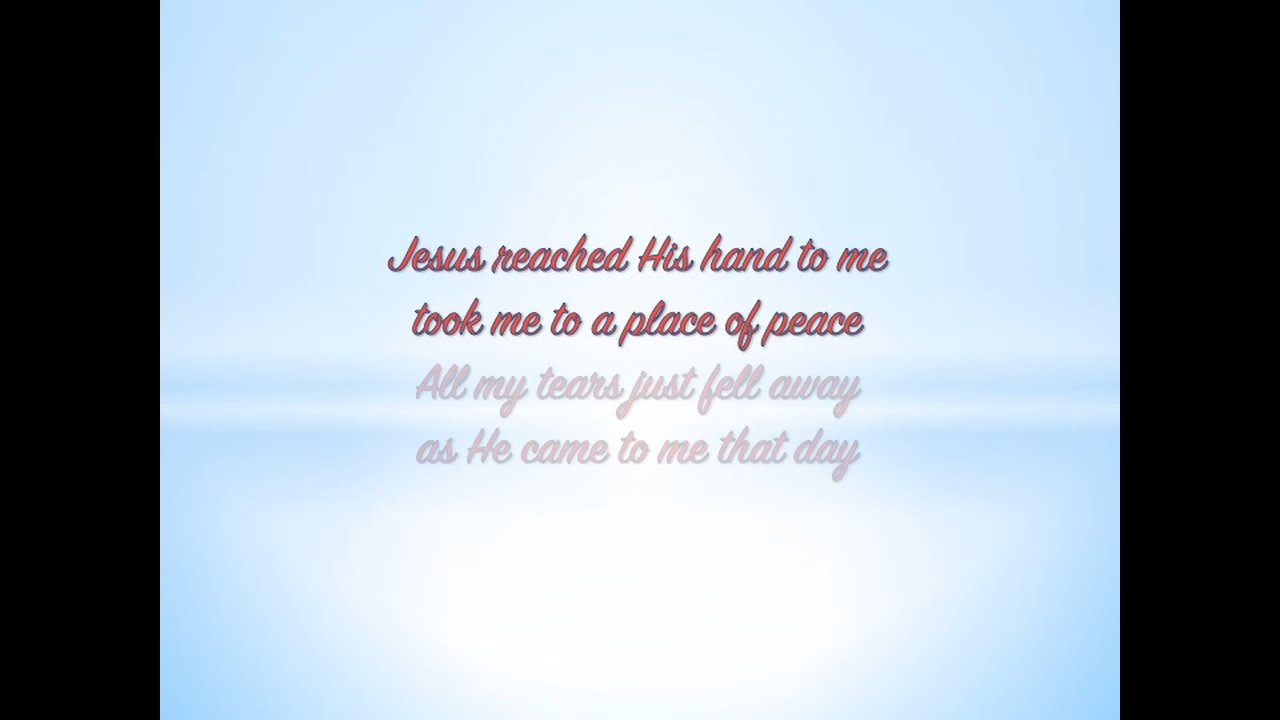 Jesus reached His hand to me
took me to a place of peace
All my tears just fell away
as He came to me that day